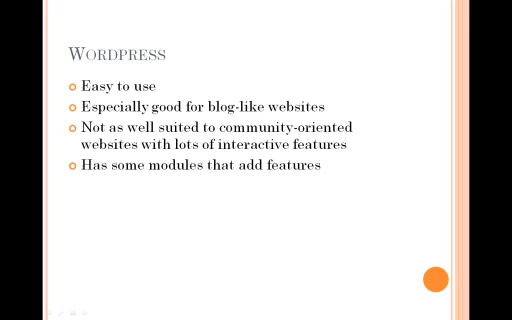 WORDPRESS
Easy to use
Especially good for blog-like websites
Not as well suited to community-oriented
websites with lots of interactive features
Has some modules that add features